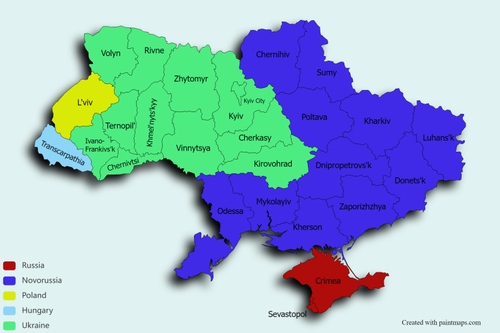 Volyn
Rivne
Chernihiv
Sumy
Zhytomyr
L'viv
Kyiv City
Kyiv
Poltava
Kharkiv
Ternopil'
Khmel'nyts'kyy
Luhans'k
Ivano-
Frankivs'k
Cherkasy
Transcarpathia
Vinnytsya
Chernivtsi
Kirovohrad
Dnipropetrovs'k
Donets'k
Odessa
Mykolayiv
Zaporizhzhya
Kherson
Crimea
Sevastopol
Russia
Novorussia
Poland
Hungary
Ukraine
Created with paintmaps.com